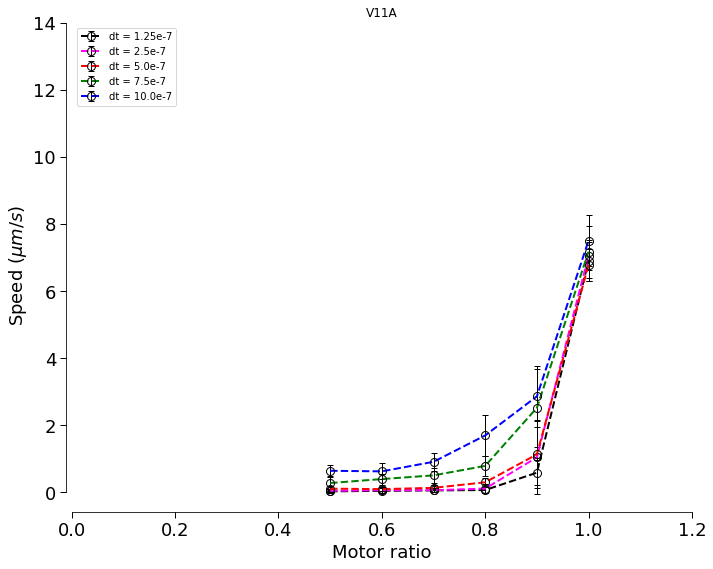 V11A
dt = 1.25e-7
dt = 2.5e-7
dt = 5.0e-7
dt = 7.5e-7
dt = 10.0e-7
14
12
10
8
6
4
2
0
Speed (μm/s)
0.0 0.2 0.4 0.6 0.8 1.0 1.2
Motor ratio